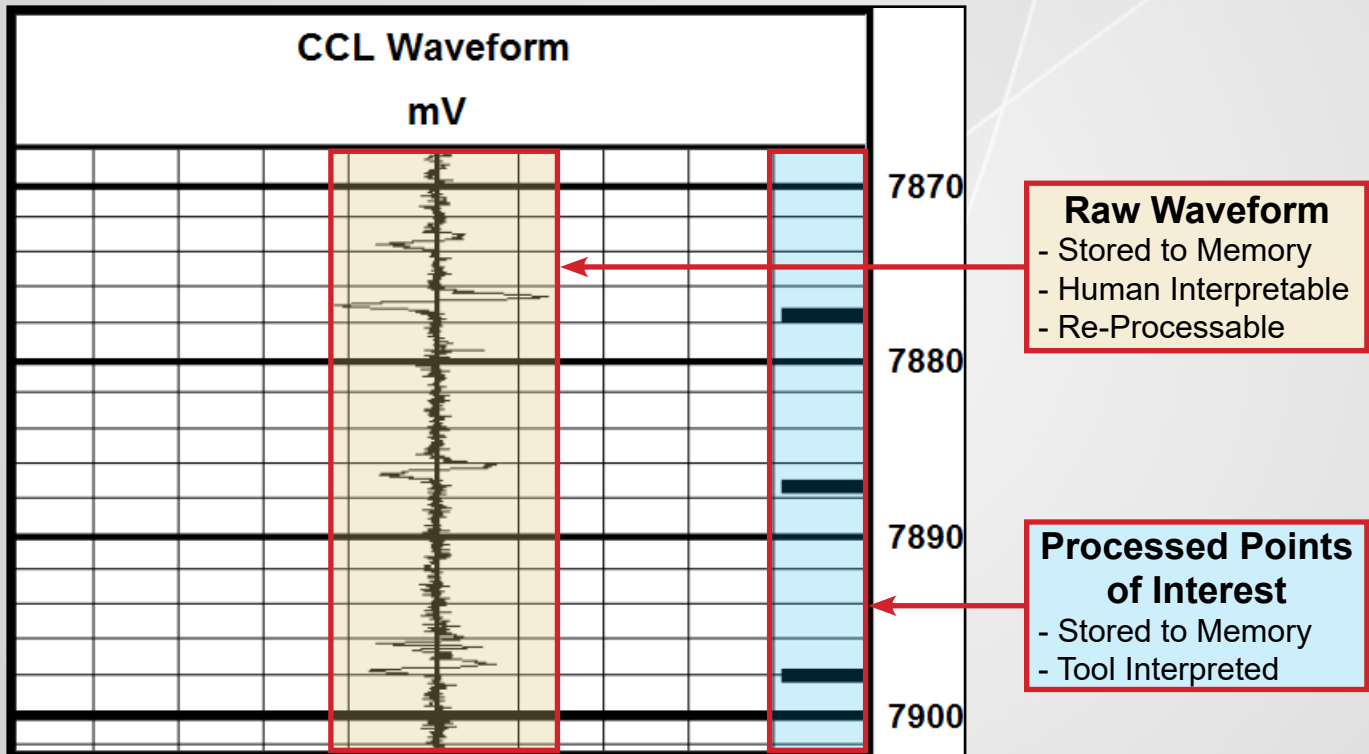 CCL Waveform
mV
7870
7880
7890
7900
Raw Waveform
- Stored to Memory
- Human Interpretable
- Re-Processable
Processed Points
of Interest
- Stored to Memory
- Tool Interpreted